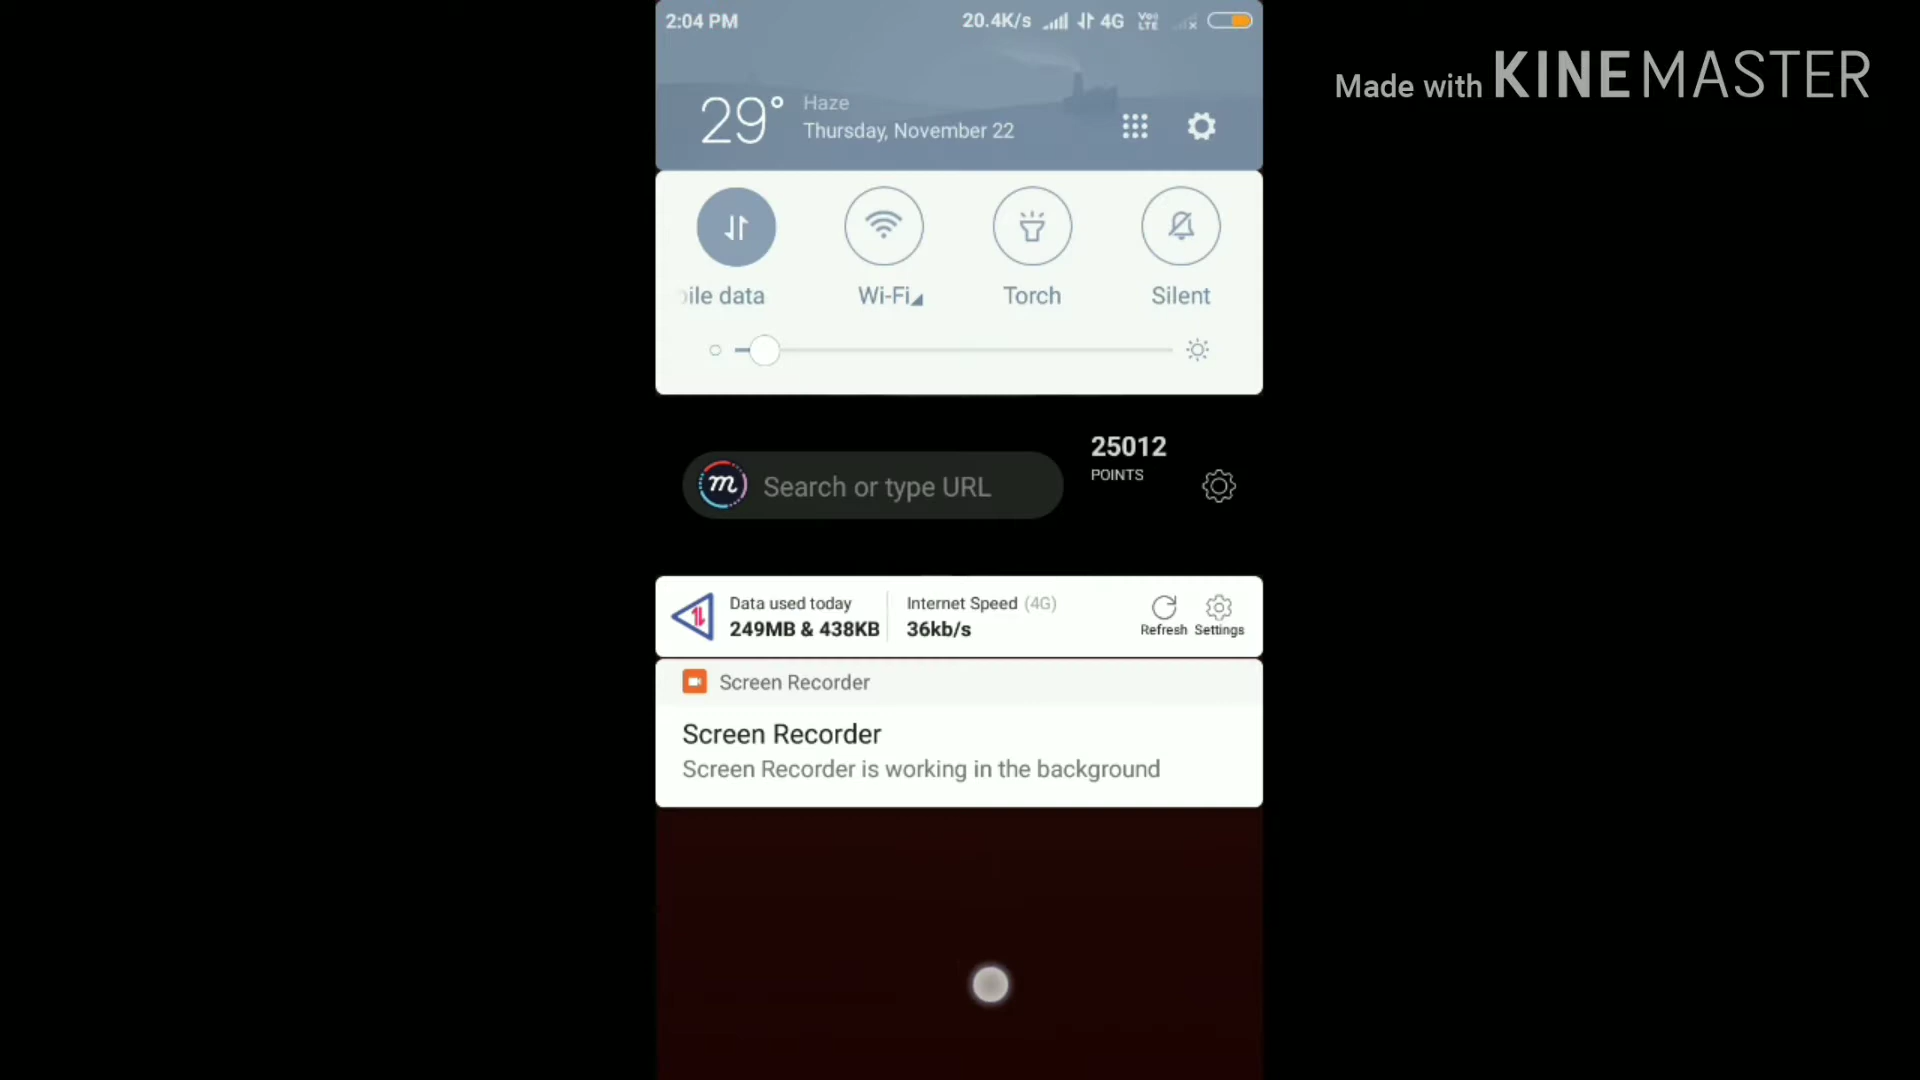 2:04 PM
20.4K/s 4G Vo) LTE
Made with KINEMASTER
29°
Haze
Thursday, November 22
ile data
Wi-Fi
Torch
Silent
25012
POINTS
m Search or type URL
Data used today
249MB & 438KB
Internet Speed (4G)
36kb/s
Refresh
Settings
Screen Recorder
Screen Recorder
Screen Recorder is working in the background